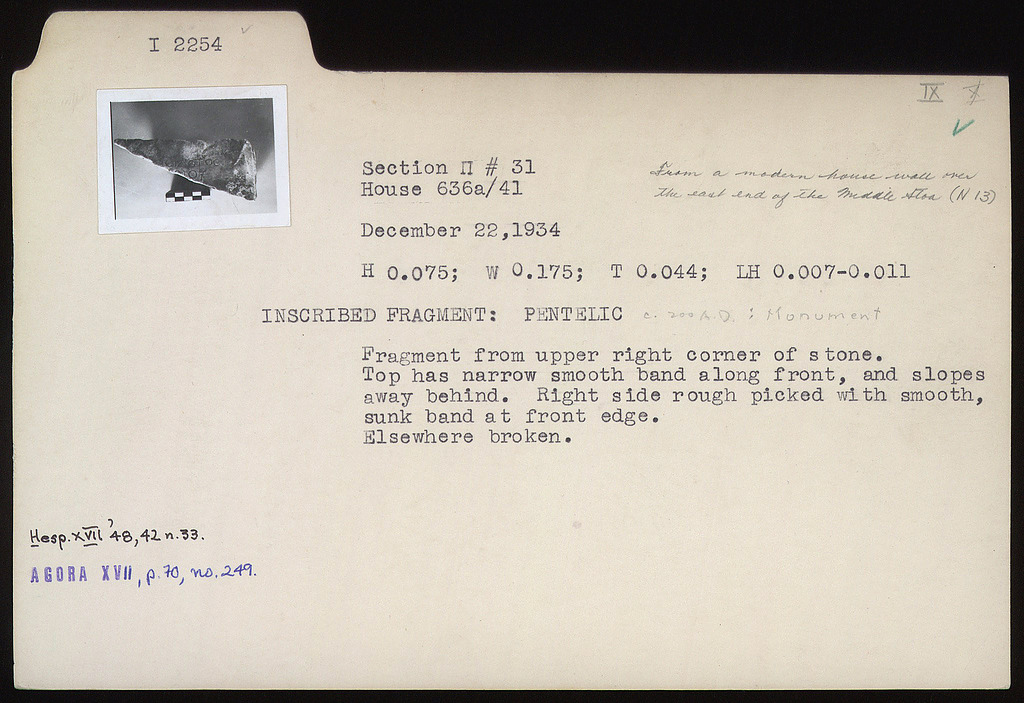 I 2254
IX X
Section Π # 31
House 636a/41
From a modern house wall over
the east end of the Middle Stoa (N 13)
December 22,1934
H 0.075; W 0.175; T 0.044; LH 0.007-0.011
INSCRIBED FRAGMENT: PENTELIC c. 200 A.D. : Monument
Fragment from upper right corner of stone.
Top has narrow smooth band along front, and slopes
away behind. Right side rough picked with smooth,
sunk band at front edge.
Elsewhere broken.
Hesp. XVII '48, 42 n. 33.
AGORA XVII, p. 70, no. 249.